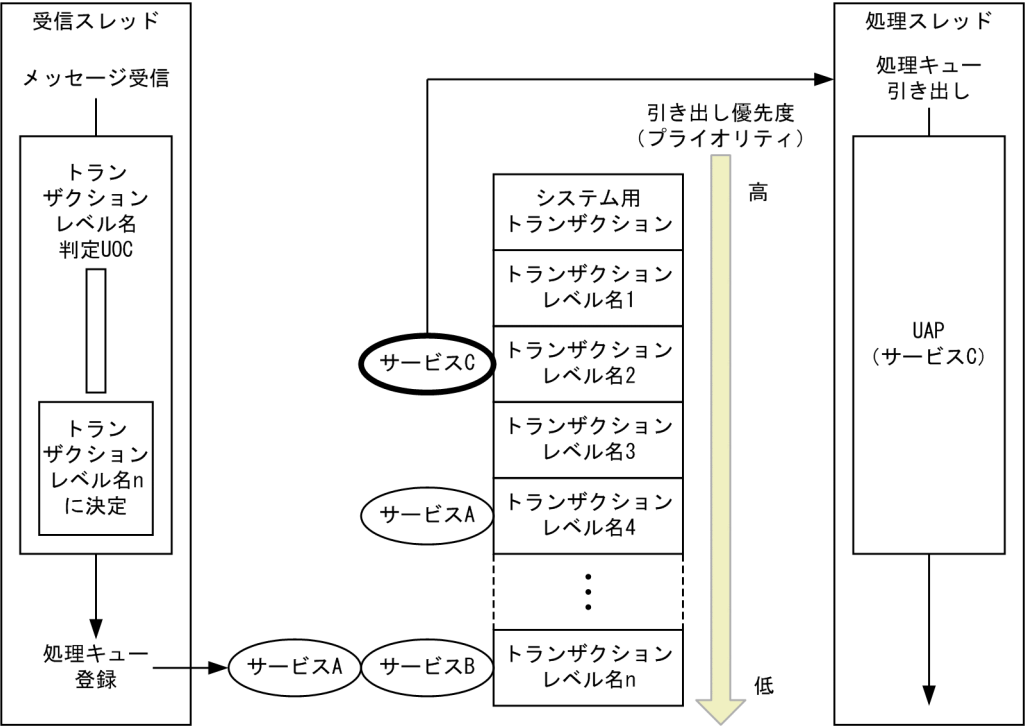 受信スレッド
メッセージ受信
トラン
ザクション
レベル名
判定UOC
トラン
ザクション
レベル名n
に決定
処理キュー
登録
サービスA
サービスB
サービスC
サービスA
引き出し優先度
（プライオリティ）
高
低
システム用
トランザクション
トランザクション
レベル名1
トランザクション
レベル名2
トランザクション
レベル名3
トランザクション
レベル名4
⋮
トランザクション
レベル名n
処理スレッド
処理キュー
引き出し
UAP
（サービスC）